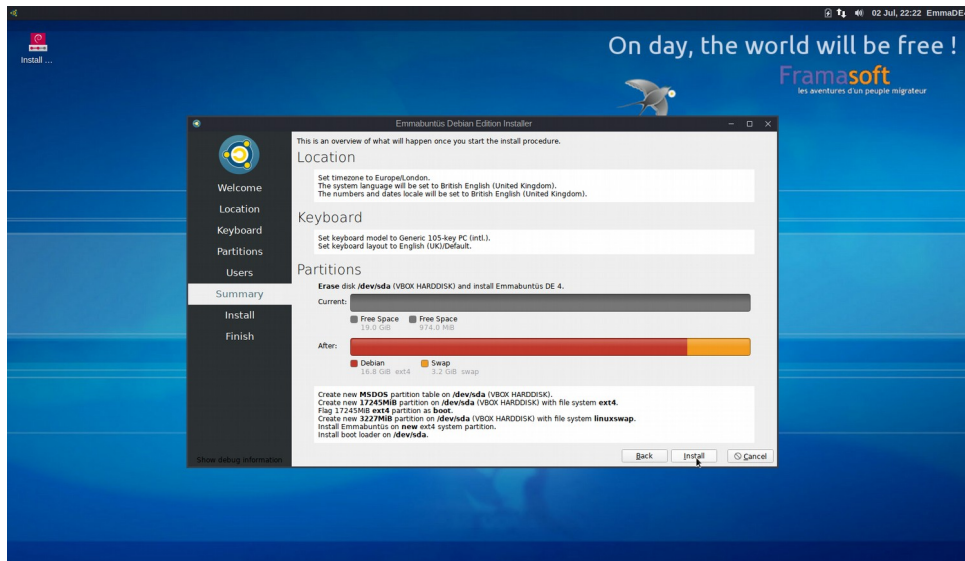 02 Jul, 22:22 EmmaDE
Install ...
On day, the world will be free !
Framasoft
les aventures d'un peuple migrateur
Emmabuntüs Debian Edition Installer
This is an overview of what will happen once you start the install procedure.
Welcome
Location
Keyboard
Partitions
Users
Summary
Install
Finish
Show debug information
Location
Set timezone to Europe/London.
The system language will be set to British English (United Kingdom).
The numbers and dates locale will be set to British English (United Kingdom).
Keyboard
Set keyboard model to Generic 105-key PC (intl.).
Set keyboard layout to English (UK)/Default.
Partitions
Erase disk /dev/sda (VBOX HARDDISK) and install Emmabuntüs DE 4.
Current:
Free Space Free Space
19.0 GiB 974.0 MiB
After:
Debian Swap
16.8 GiB ext4 3.2 GiB swap
Create new MSDOS partition table on /dev/sda (VBOX HARDDISK).
Create new 17245MiB partition on /dev/sda (VBOX HARDDISK) with file system ext4.
Flag 17245MiB ext4 partition as boot.
Create new 3227MiB partition on /dev/sda (VBOX HARDDISK) with file system linuxswap.
Install Emmabuntüs on new ext4 system partition.
Install boot loader on /dev/sda.
Back Install Cancel